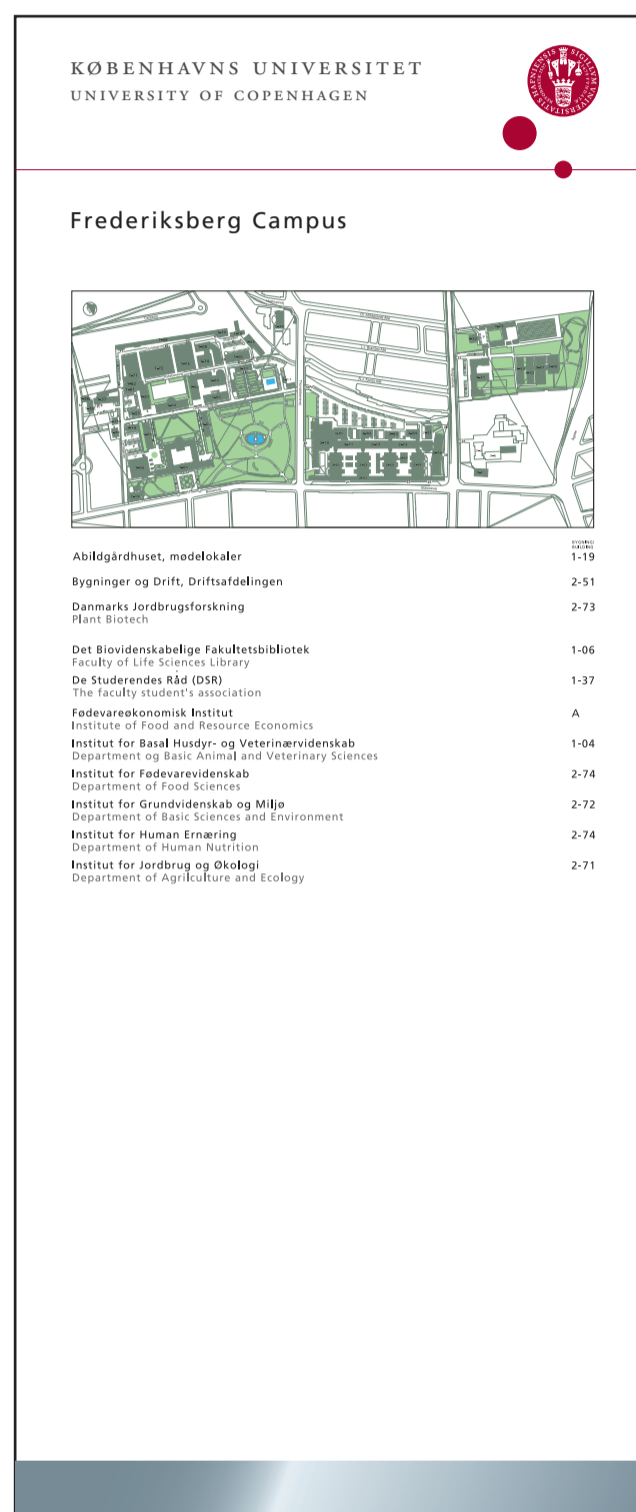 KØBENHAVNS UNIVERSITET
UNIVERSITY OF COPENHAGEN
Frederiksberg Campus
BYGNING/
BUILDING
Abildgårdhuset, mødelokaler 1-19
Bygninger og Drift, Driftsafdelingen 2-51
Danmarks Jordbrugsforskning 2-73
Plant Biotech
Det Biovidenskabelige Fakultetsbibliotek 1-06
Faculty of Life Sciences Library
De Studerendes Råd (DSR) 1-37
The faculty student's association
Fødevareøkonomisk Institut A
Institute of Food and Resource Economics
Institut for Basal Husdyr- og Veterinærvidenskab 1-04
Department og Basic Animal and Veterinary Sciences
Institut for Fødevarevidenskab 2-74
Department of Food Sciences
Institut for Grundvidenskab og Miljø 2-72
Department of Basic Sciences and Environment
Institut for Human Ernæring 2-74
Department of Human Nutrition
Institut for Jordbrug og Økologi 2-71
Department of Agrilculture and Ecology